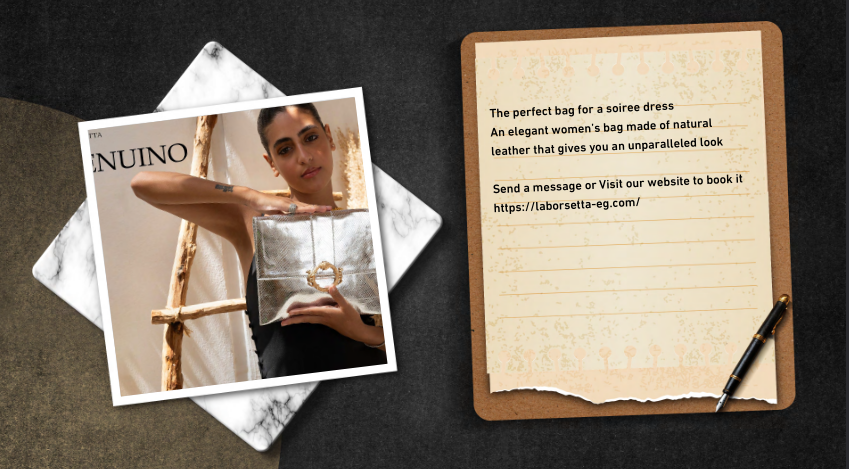 TTA
ENUINO
The perfect bag for a soiree dress
An elegant women's bag made of natural
leather that gives you an unparalleled look
Send a message or Visit our website to book it
https://laborsetta-eg.com/